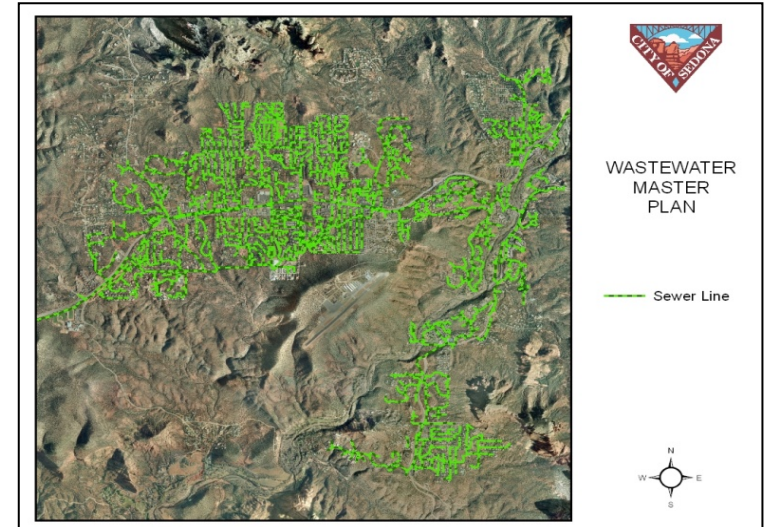 CITY OF SEDONA
WASTEWATER
MASTER
PLAN
Sewer Line
N
W
E
S